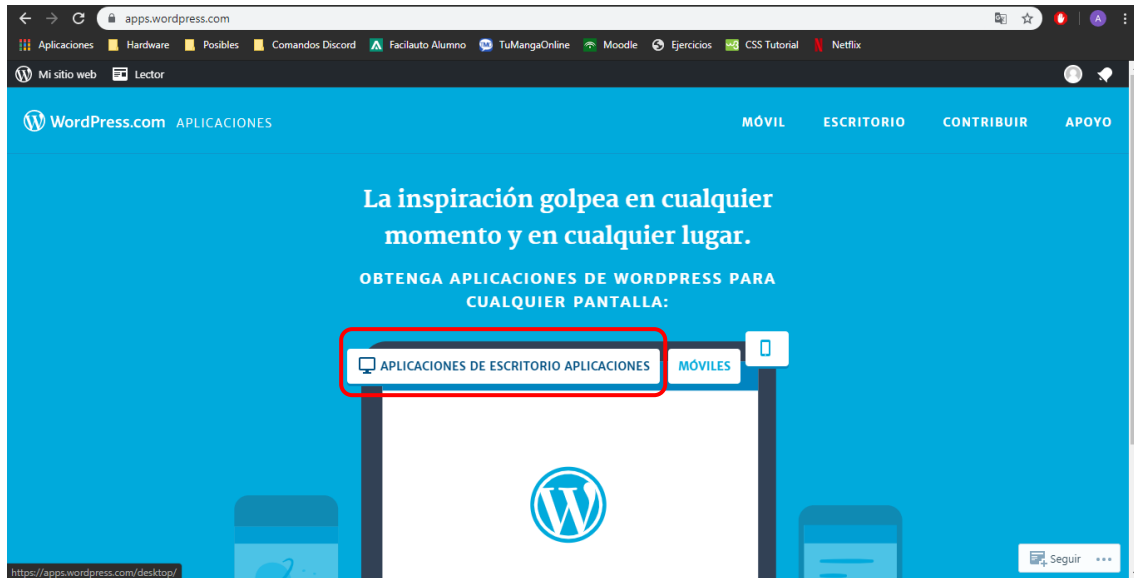 apps.wordpress.com
A
Aplicaciones Hardware Posibles Comandos Discord Facilauto Alumno TuMangaOnline Moodle Ejercicios CSS Tutorial Netflix
Mi sitio web Lector
WordPress.com APLICACIONES MÓVIL ESCRITORIO CONTRIBUIR APOYO
La inspiración golpea en cualquier
momento y en cualquier lugar.
OBTENGA APLICACIONES DE WORDPRESS PARA
CUALQUIER PANTALLA:
APLICACIONES DE ESCRITORIO APLICACIONES MÓVILES
Seguir
https://apps.wordpress.com/desktop/